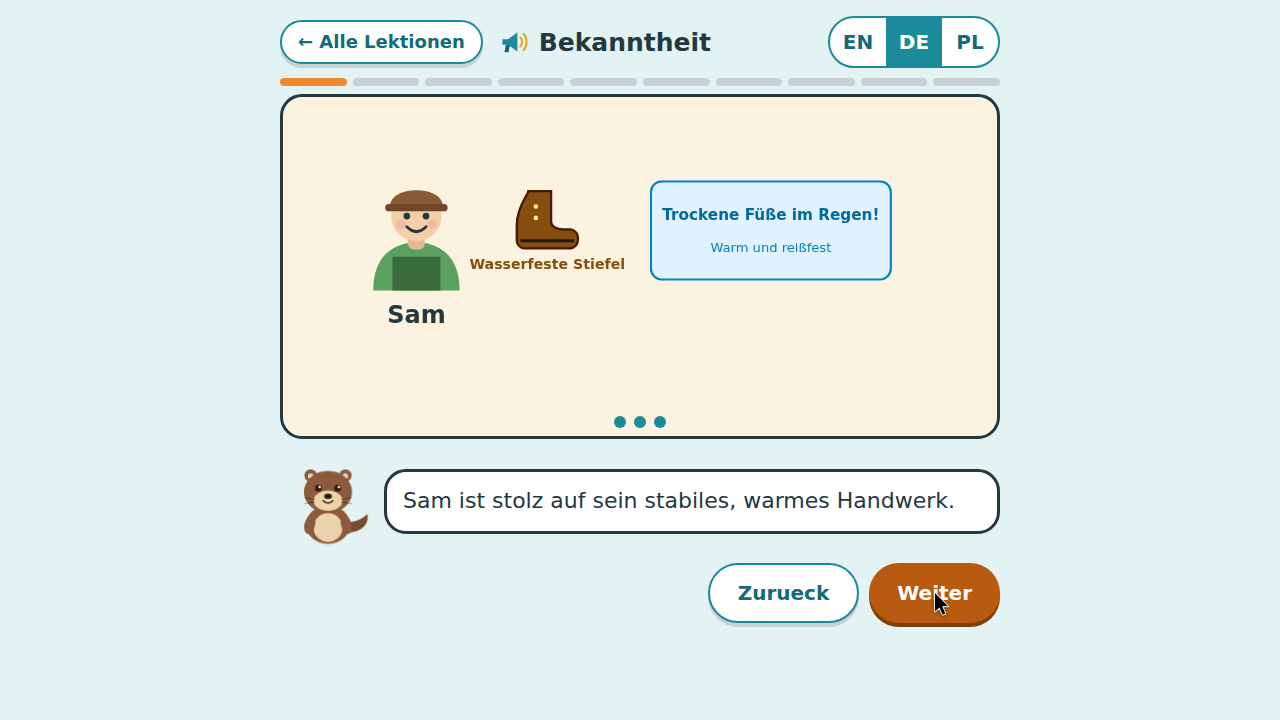 ← Alle Lektionen
Bekanntheit
EN DE PL
Trockene Füße im Regen!
Warm und reißfest
Wasserfeste Stiefel
Sam
Sam ist stolz auf sein stabiles, warmes Handwerk.
Zurueck
Weiter